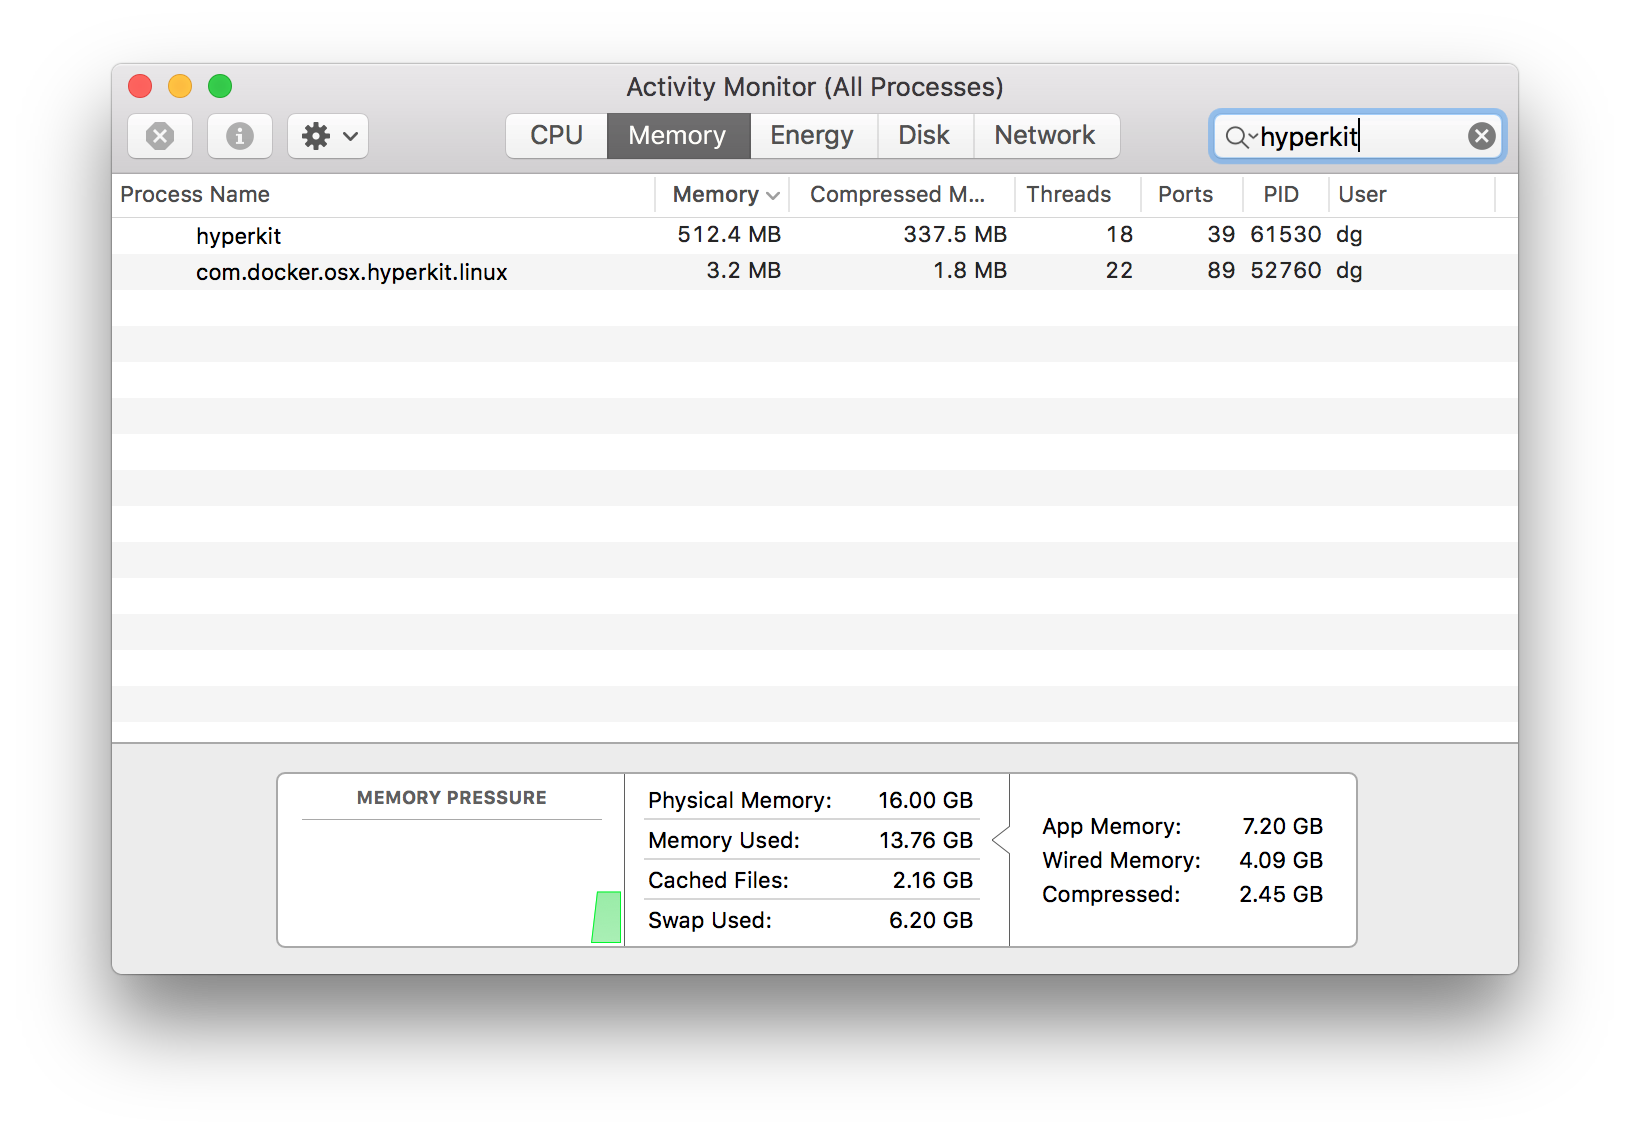 Activity Monitor (All Processes)
CPU Memory Energy Disk Network hyperkit
Process Name Memory Compressed M... Threads Ports PID User
hyperkit 512.4 MB 337.5 MB 18 39 61530 dg
com.docker.osx.hyperkit.linux 3.2 MB 1.8 MB 22 89 52760 dg
MEMORY PRESSURE
Physical Memory: 16.00 GB
Memory Used: 13.76 GB
Cached Files: 2.16 GB
Swap Used: 6.20 GB
App Memory: 7.20 GB
Wired Memory: 4.09 GB
Compressed: 2.45 GB